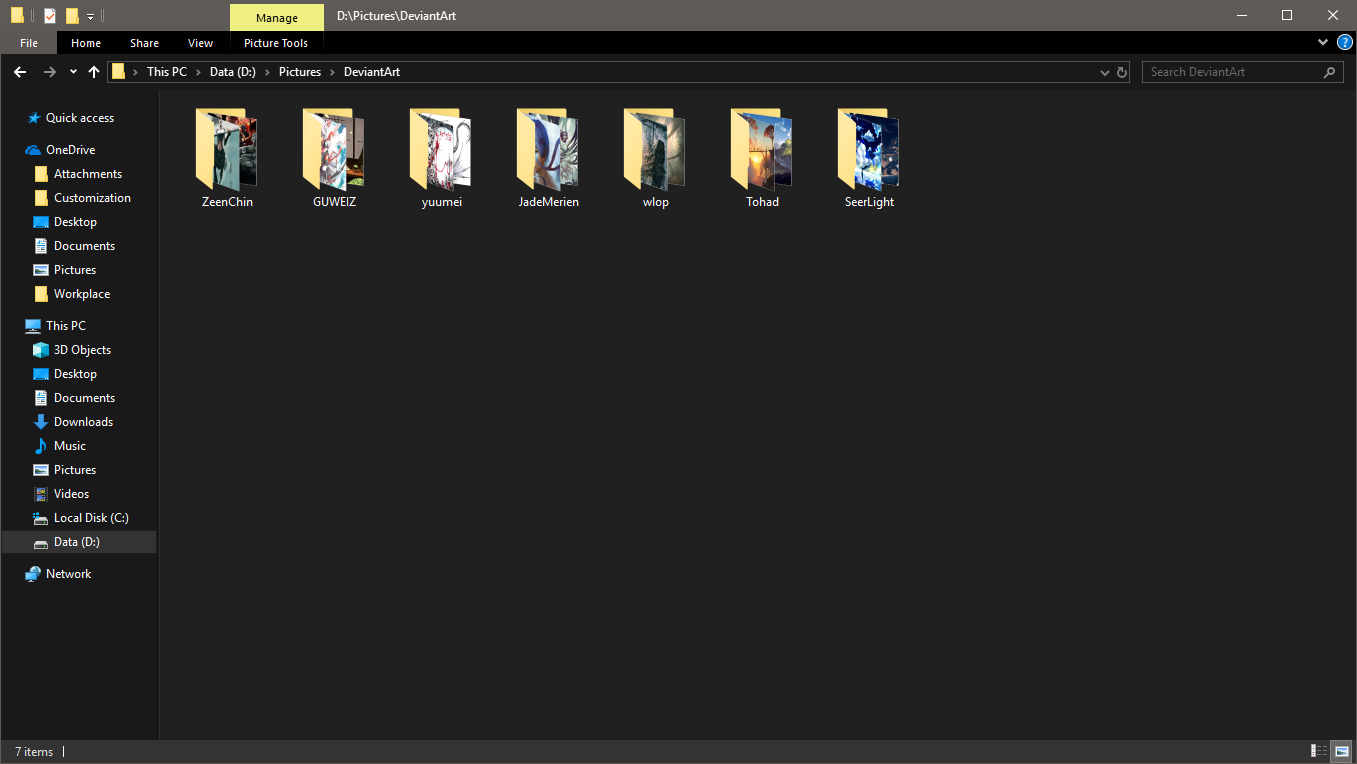 Manage
D:\Pictures\DeviantArt
File
Home
Share
View
Picture Tools
?
This PC
Data (D:)
Pictures
DeviantArt
Search DeviantArt
Quick access
OneDrive
Attachments
Customization
Desktop
Documents
Pictures
Workplace
This PC
3D Objects
Desktop
Documents
Downloads
Music
Pictures
Videos
Local Disk (C:)
Data (D:)
Network
ZeenChin
GUWEIZ
yuumei
JadeMerien
wlop
Tohad
SeerLight
7 items